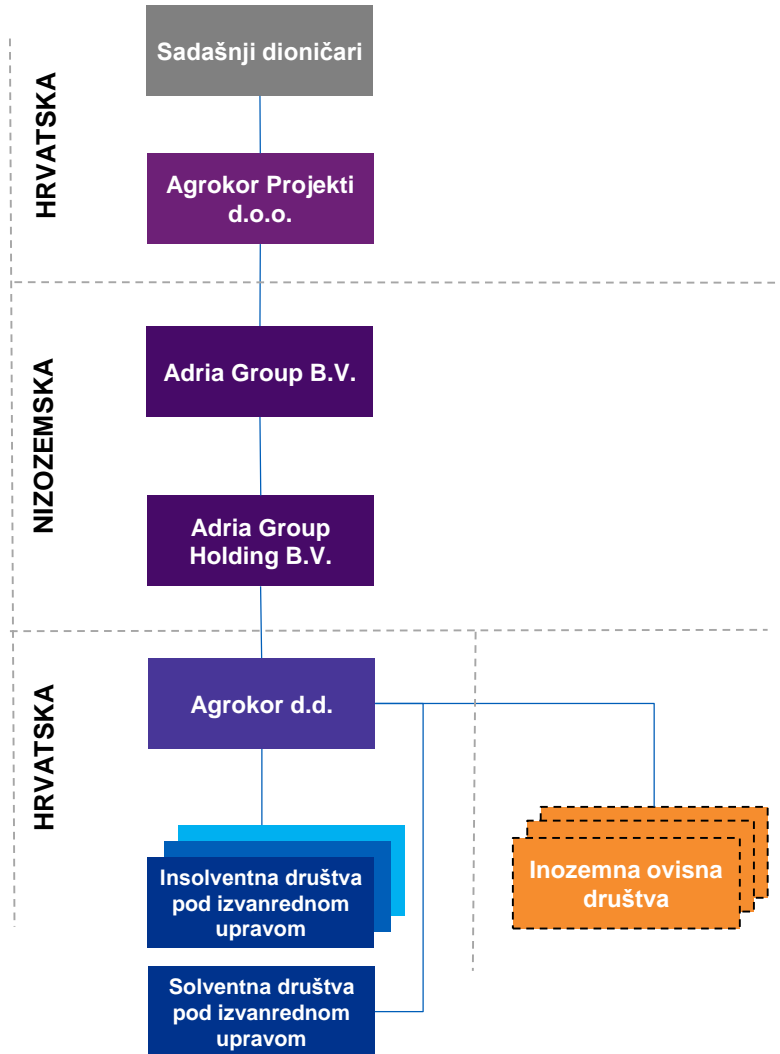 Sadašnji dioničari
HRVATSKA
Agrokor Projekti
d.o.o.
NIZOZEMSKA
Adria Group B.V.
Adria Group
Holding B.V.
HRVATSKA
Agrokor d.d.
Insolventna društva
pod izvanrednom
upravom
Inozemna ovisna
društva
Solventna društva
pod izvanrednom
upravom